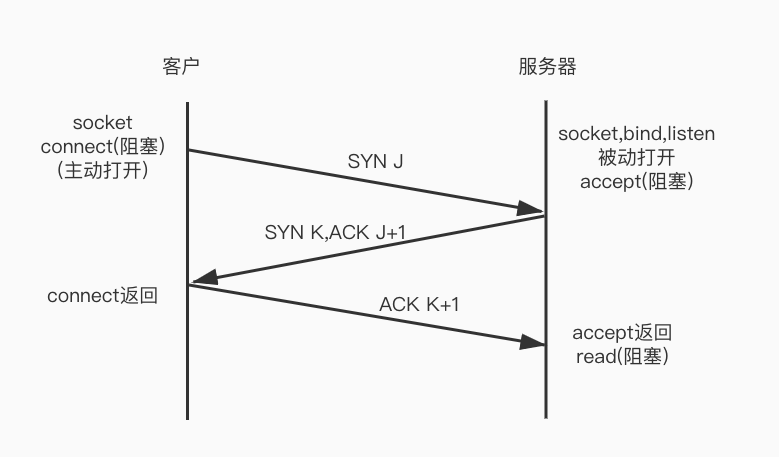 客户
服务器
socket
connect(阻塞)
(主动打开)
socket,bind,listen
被动打开
accept(阻塞)
SYN J
SYN K,ACK J+1
connect返回
ACK K+1
accept返回
read(阻塞)